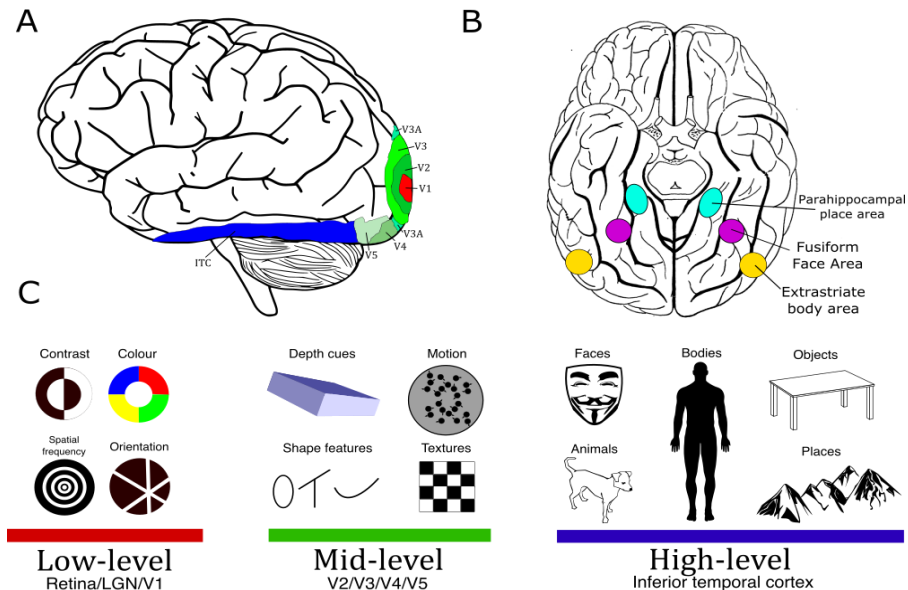 A
B
V3A
V3
V2
V1
V3A
V4
V5
ITC
Parahippocampal
place area
Fusiform
Face Area
Extrastriate
body area
C
Contrast
Colour
Spatial
frequency
Orientation
Low-level
Retina/LGN/V1
Depth cues
Motion
Shape features
Textures
Mid-level
V2/V3/V4/V5
Faces
Bodies
Objects
Animals
Places
High-level
Inferior temporal cortex